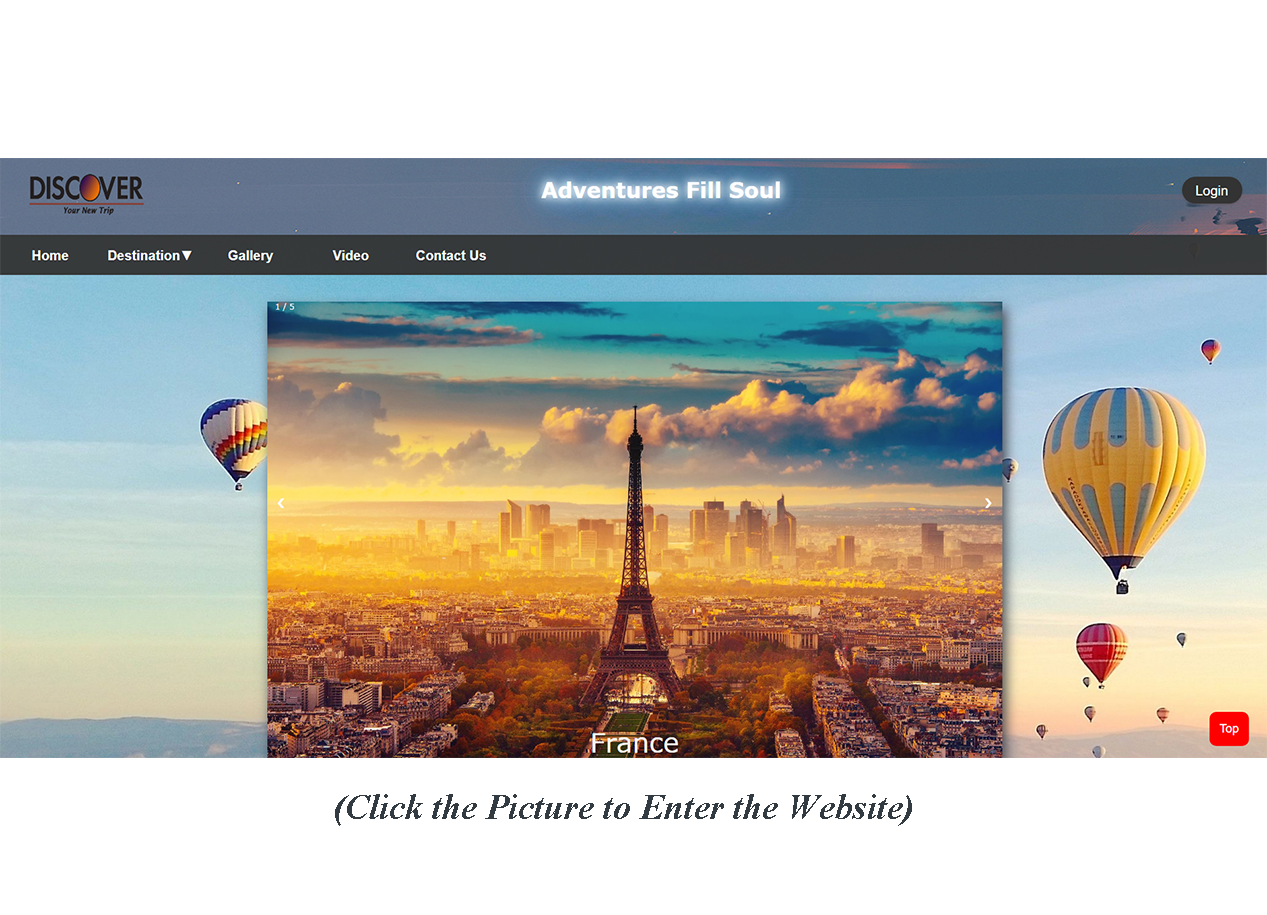 DISCOVER
Your New Trip
Adventures Fill Soul
Login
Home Destination▼ Gallery Video Contact Us
1 / 5
‹ ›
France
Top
(Click the Picture to Enter the Website)